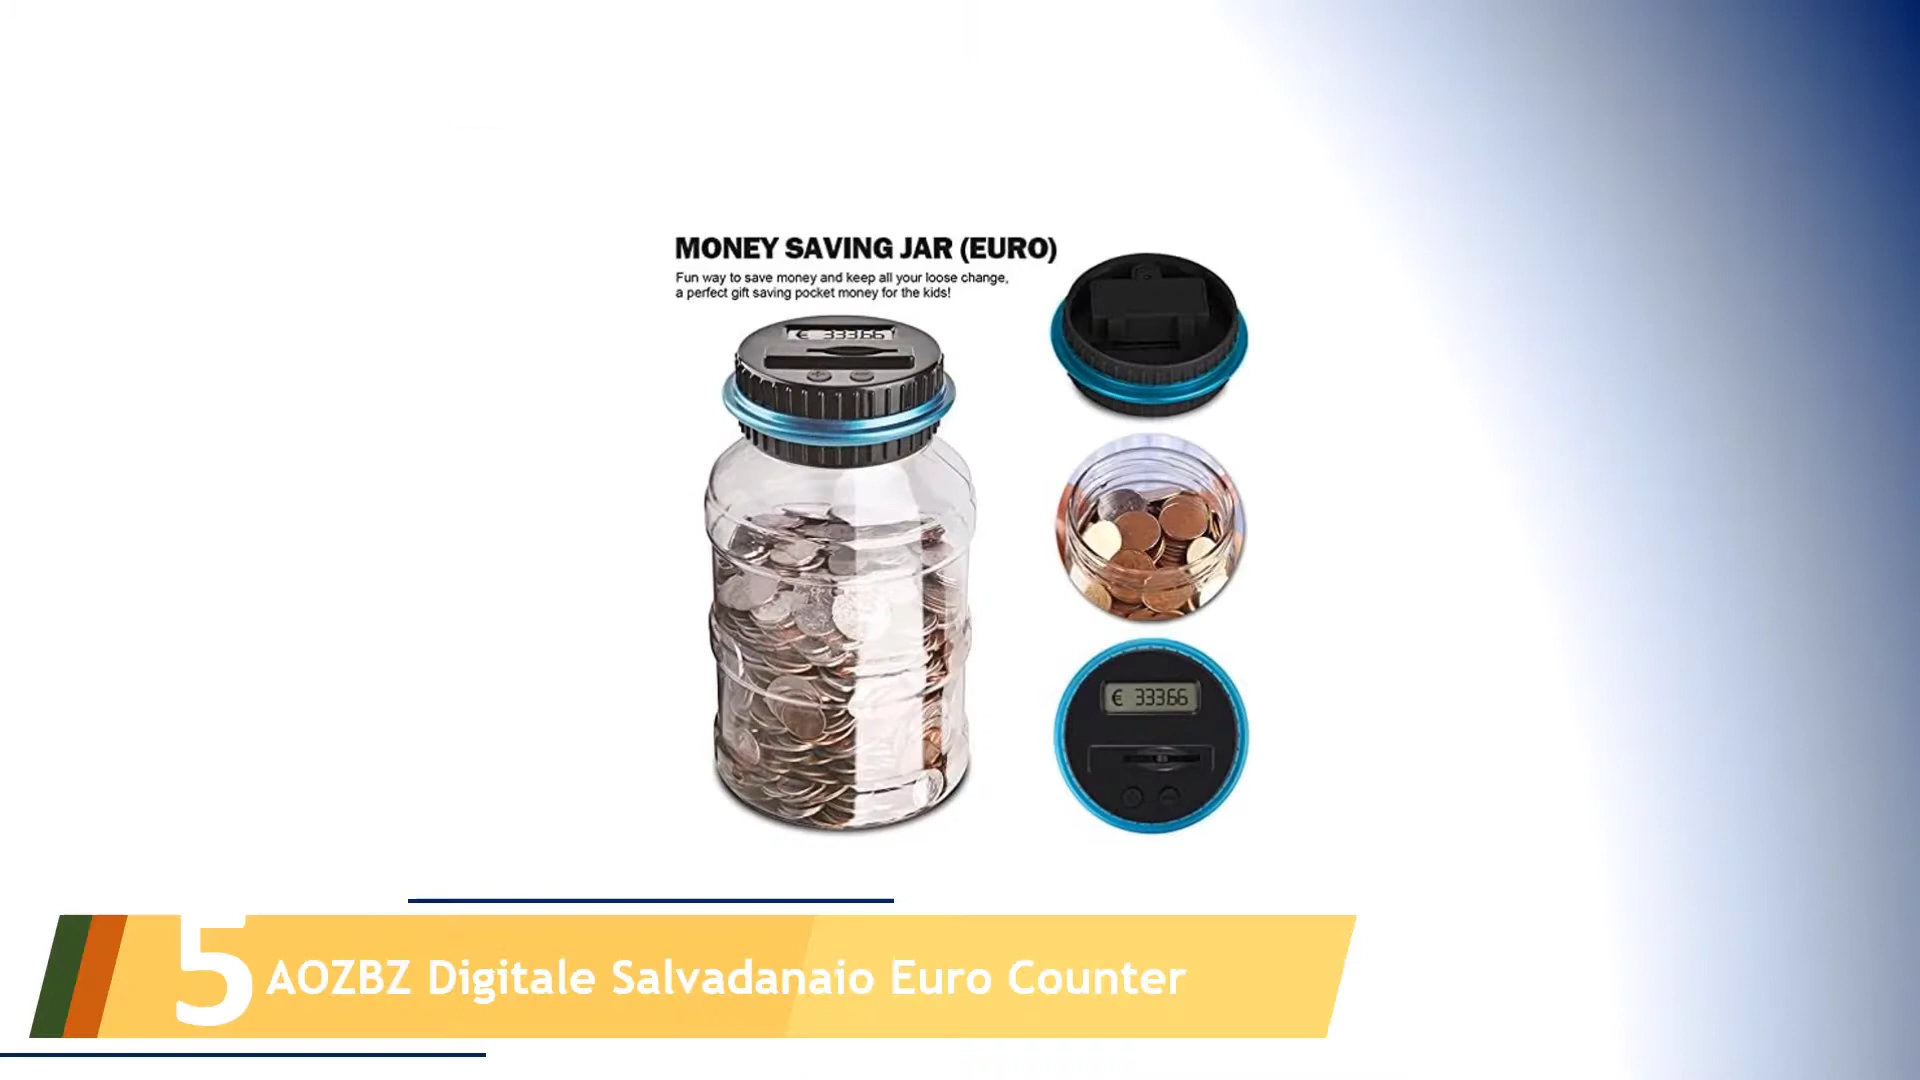 MONEY SAVING JAR (EURO)
Fun way to save money and keep all your loose change,
a perfect gift saving pocket money for the kids!
€ 333.66
€ 333.66
5 AOZBZ Digitale Salvadanaio Euro Counter